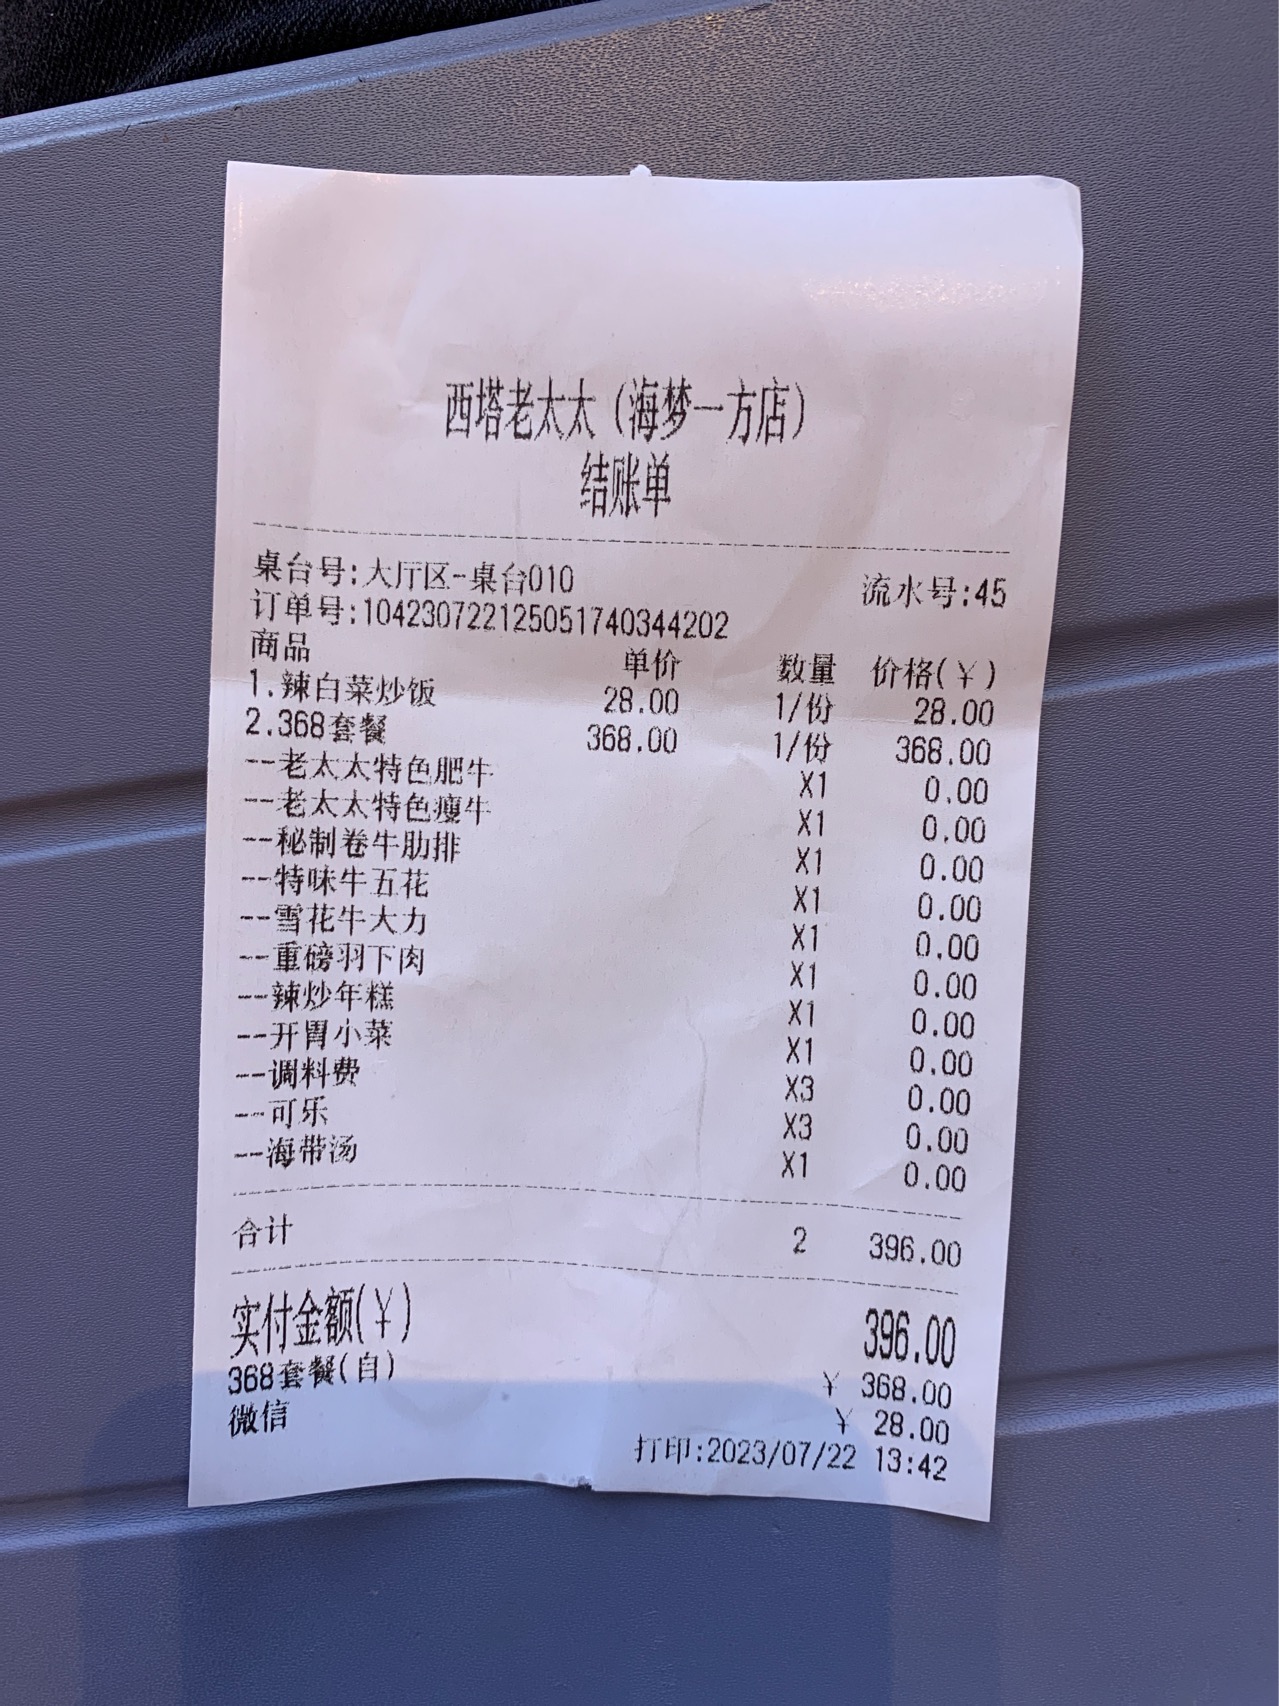 西塔老太太(海梦一方店)
结账单
桌台号:大厅区-桌台010 流水号:45
订单号:104230722125051740344202
商品 单价 数量 价格(¥)
1.辣白菜炒饭 28.00 1/份 28.00
2.368套餐 368.00 1/份 368.00
--老太太特色肥牛 X1 0.00
--老太太特色瘦牛 X1 0.00
--秘制卷牛肋排 X1 0.00
--特味牛五花 X1 0.00
--雪花牛大力 X1 0.00
--重磅羽下肉 X1 0.00
--辣炒年糕 X1 0.00
--开胃小菜 X1 0.00
--调料费 X3 0.00
--可乐 X3 0.00
--海带汤 X1 0.00
合计 2 396.00
实付金额(¥) 396.00
368套餐(自) ¥ 368.00
微信 ¥ 28.00
打印:2023/07/22 13:42